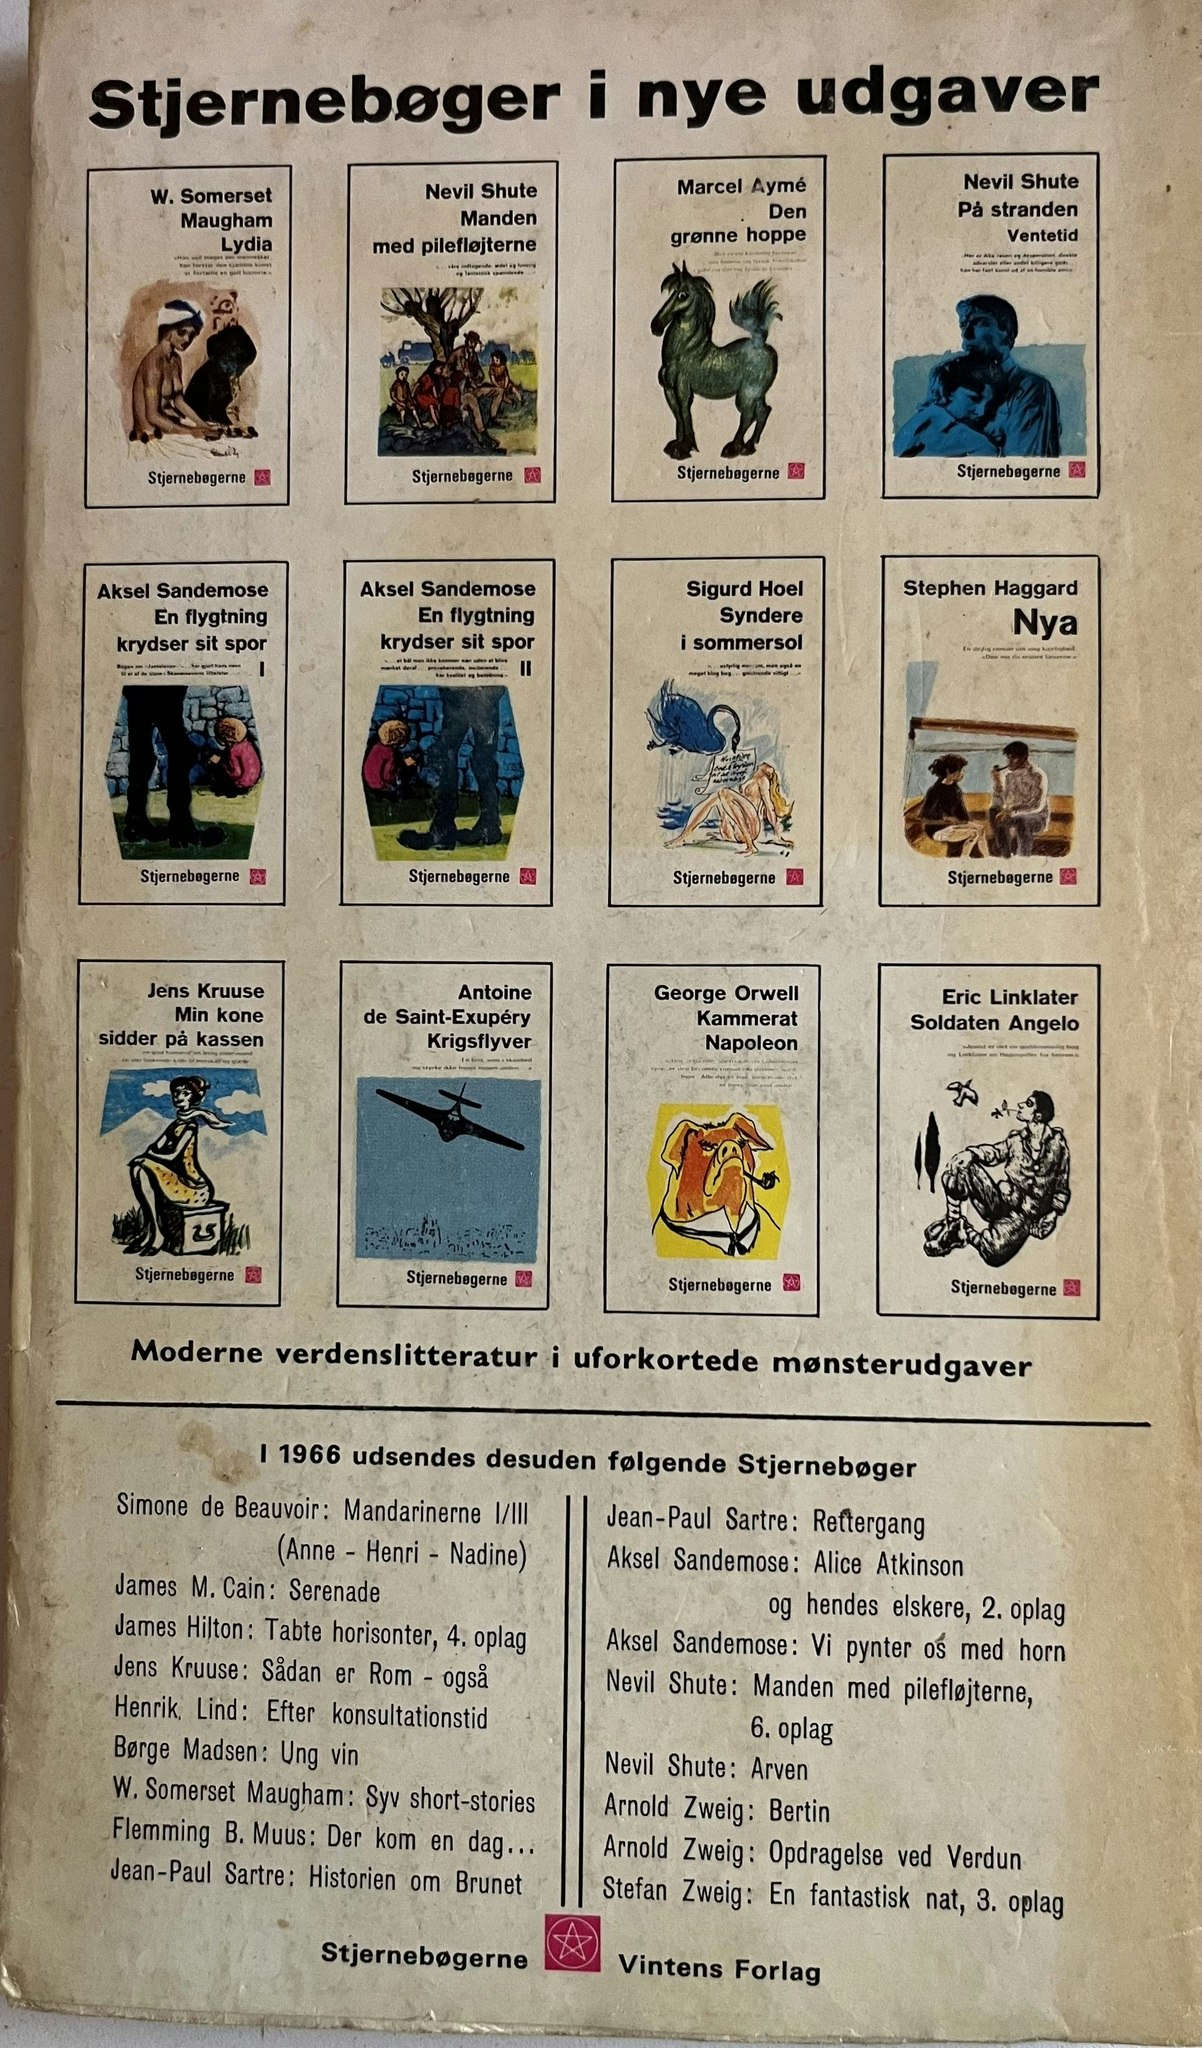 Stjernebøger i nye udgaver
W. Somerset
Maugham
Lydia
Stjernebøgerne
Nevil Shute
Manden
med pilefløjterne
Stjernebøgerne
Marcel Aymé
Den
grønne hoppe
Stjernebøgerne
Nevil Shute
På stranden
Ventetid
Stjernebøgerne
Aksel Sandemose
En flygtning
krydser sit spor
I
Stjernebøgerne
Aksel Sandemose
En flygtning
krydser sit spor
II
Stjernebøgerne
Sigurd Hoel
Syndere
i sommersol
Stjernebøgerne
Stephen Haggard
Nya
Stjernebøgerne
Jens Kruuse
Min kone
sidder på kassen
25
Stjernebøgerne
Antoine
de Saint-Exupéry
Krigsflyver
Stjernebøgerne
George Orwell
Kammerat
Napoleon
Stjernebøgerne
Eric Linklater
Soldaten Angelo
Stjernebøgerne
Moderne verdenslitteratur i uforkortede mønsterudgaver
I 1966 udsendes desuden følgende Stjernebøger
Simone de Beauvoir: Mandarinerne I/III
(Anne - Henri - Nadine)
James M. Cain: Serenade
James Hilton: Tabte horisonter, 4. oplag
Jens Kruuse: Sådan er Rom - også
Henrik Lind: Efter konsultationstid
Børge Madsen: Ung vin
W. Somerset Maugham: Syv short-stories
Flemming B. Muus: Der kom en dag...
Jean-Paul Sartre: Historien om Brunet
Jean-Paul Sartre: Rettergang
Aksel Sandemose: Alice Atkinson
og hendes elskere, 2. oplag
Aksel Sandemose: Vi pynter os med horn
Nevil Shute: Manden med pilefløjterne,
6. oplag
Nevil Shute: Arven
Arnold Zweig: Bertin
Arnold Zweig: Opdragelse ved Verdun
Stefan Zweig: En fantastisk nat, 3. oplag
Stjernebøgerne Vintens Forlag